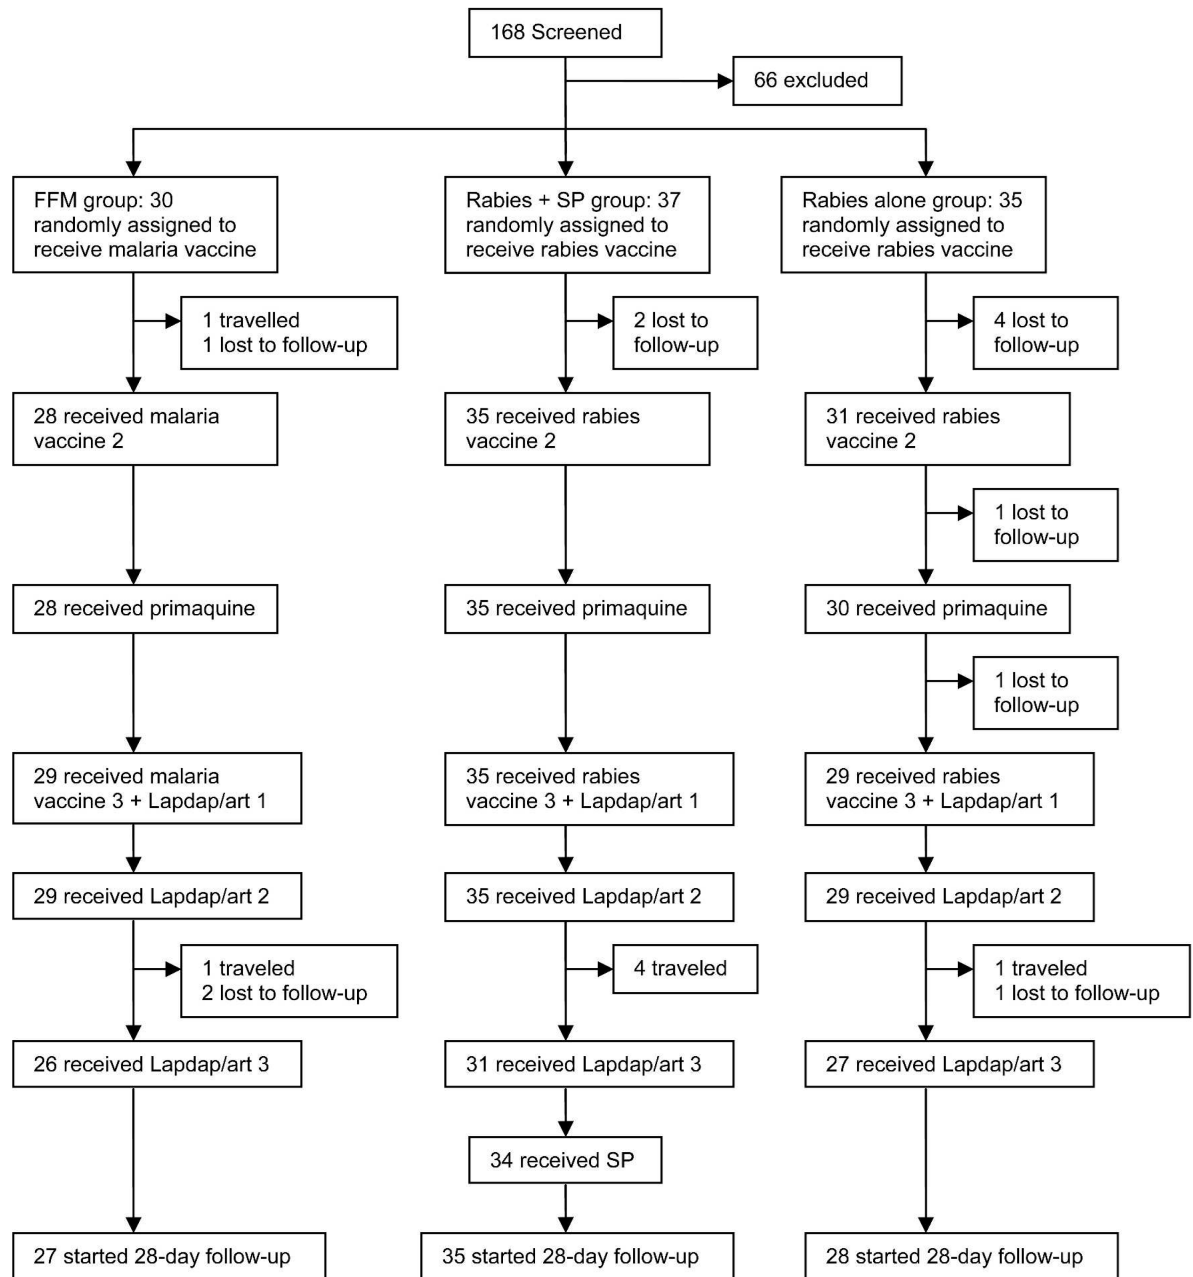 168 Screened
66 excluded
FFM group: 30
randomly assigned to
receive malaria vaccine
Rabies + SP group: 37
randomly assigned to
receive rabies vaccine
Rabies alone group: 35
randomly assigned to
receive rabies vaccine
1 travelled
1 lost to follow-up
2 lost to
follow-up
4 lost to
follow-up
28 received malaria
vaccine 2
35 received rabies
vaccine 2
31 received rabies
vaccine 2
1 lost to
follow-up
28 received primaquine
35 received primaquine
30 received primaquine
1 lost to
follow-up
29 received malaria
vaccine 3 + Lapdap/art 1
35 received rabies
vaccine 3 + Lapdap/art 1
29 received rabies
vaccine 3 + Lapdap/art 1
29 received Lapdap/art 2
35 received Lapdap/art 2
29 received Lapdap/art 2
1 traveled
2 lost to follow-up
4 traveled
1 traveled
1 lost to follow-up
26 received Lapdap/art 3
31 received Lapdap/art 3
27 received Lapdap/art 3
34 received SP
27 started 28-day follow-up
35 started 28-day follow-up
28 started 28-day follow-up